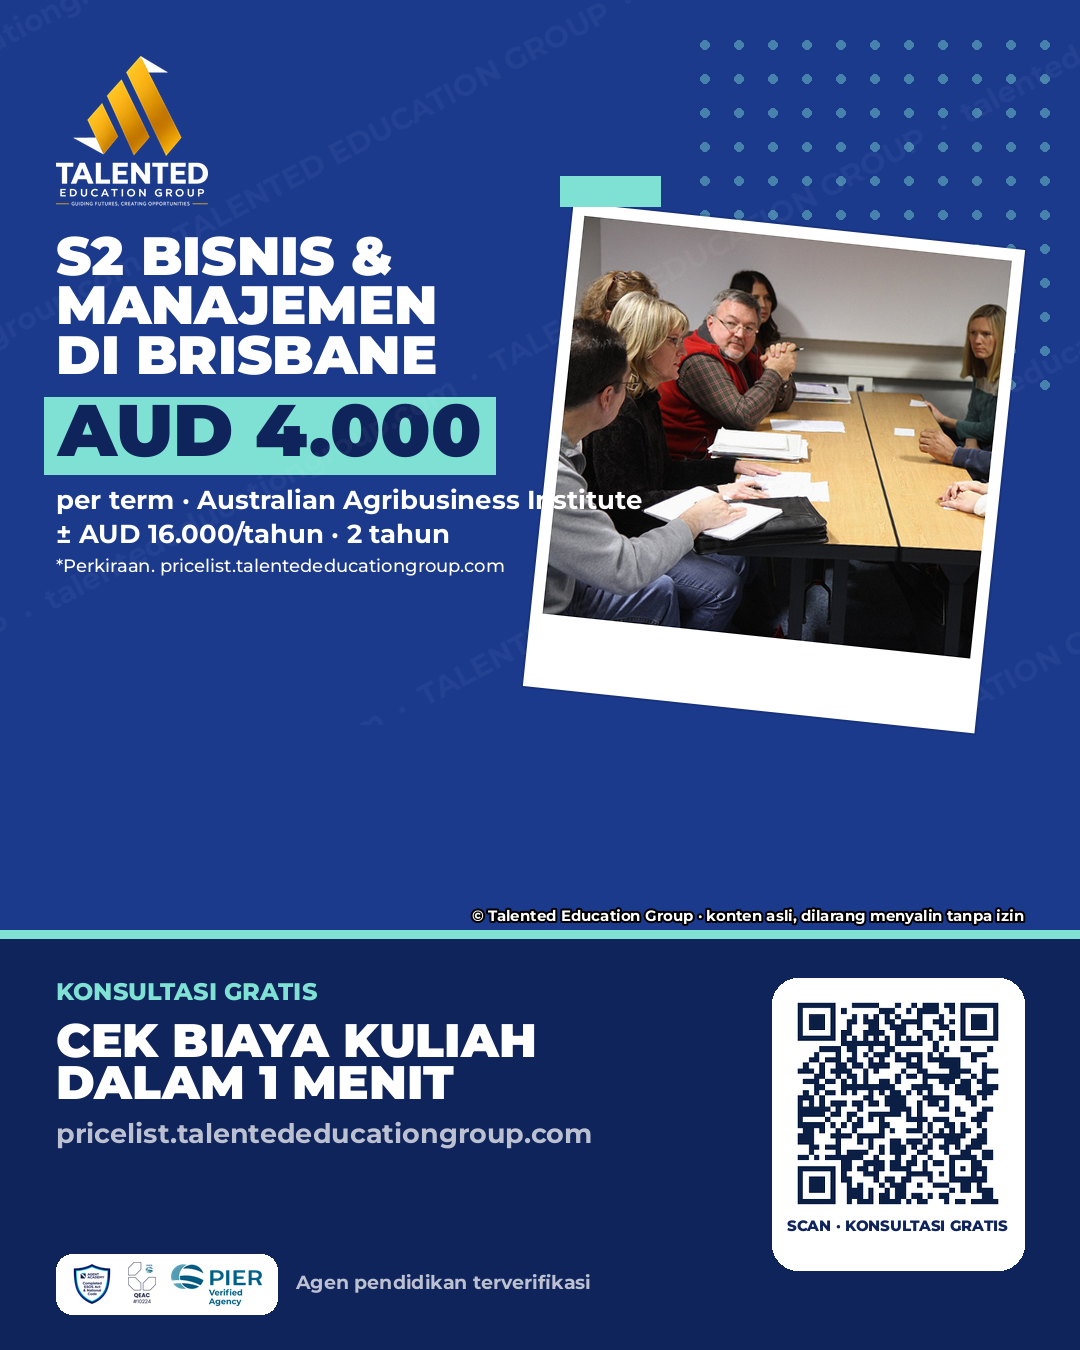 TALENTED
EDUCATION GROUP
GUIDING FUTURES, CREATING OPPORTUNITIES
S2 BISNIS &
MANAJEMEN
DI BRISBANE
AUD 4.000
per term · Australian Agribusiness Institute
± AUD 16.000/tahun · 2 tahun
*Perkiraan. pricelist.talentededucationgroup.com
© Talented Education Group · konten asli, dilarang menyalin tanpa izin
KONSULTASI GRATIS
CEK BIAYA KULIAH
DALAM 1 MENIT
pricelist.talentededucationgroup.com
SCAN · KONSULTASI GRATIS
QEAC
#10224
PIER
Verified
Agency
Agen pendidikan terverifikasi